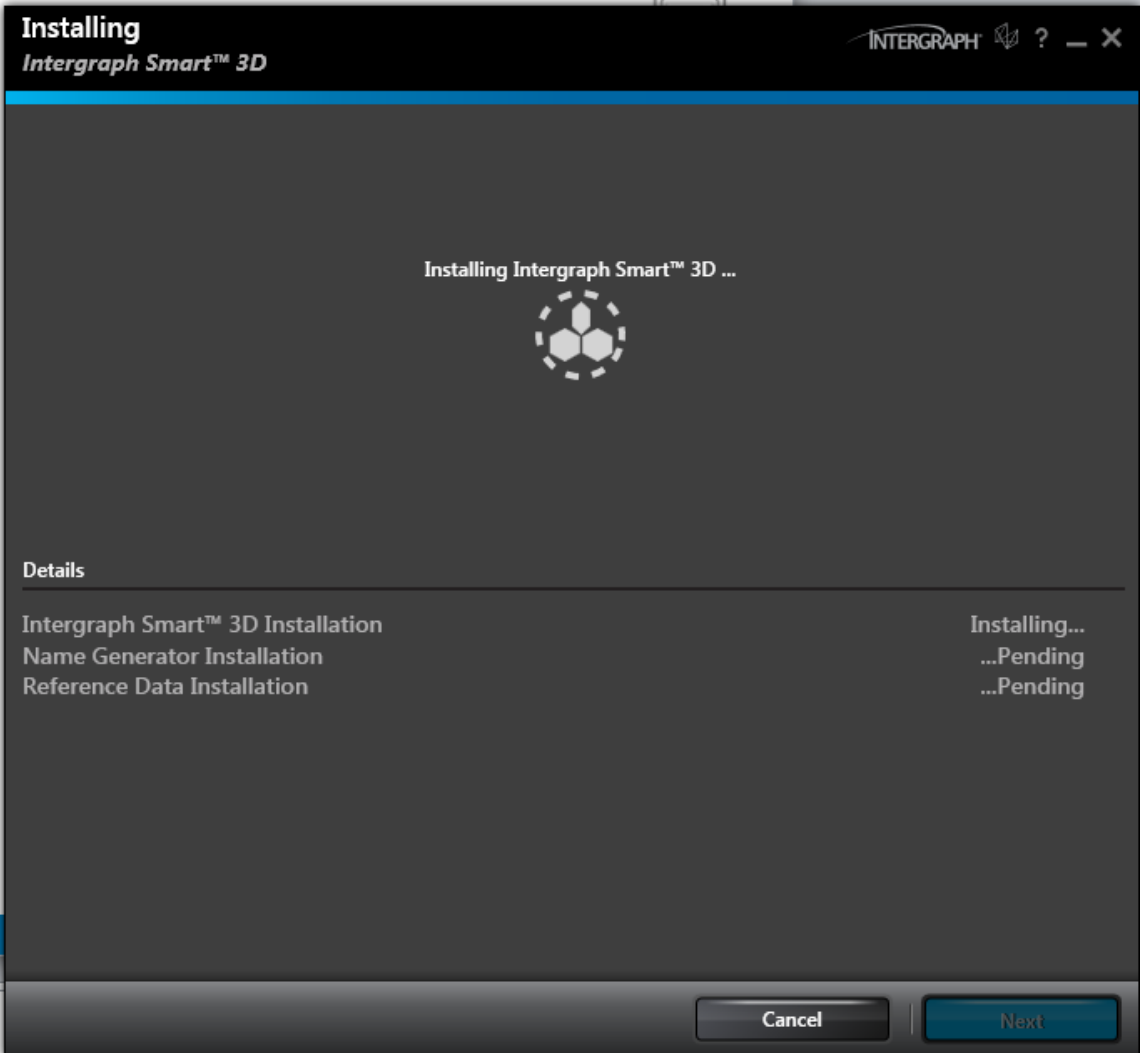 Installing
Intergraph Smart™ 3D
INTERGRAPH ?
Installing Intergraph Smart™ 3D ...
Details
Intergraph Smart™ 3D Installation Installing...
Name Generator Installation ...Pending
Reference Data Installation ...Pending
Cancel Next